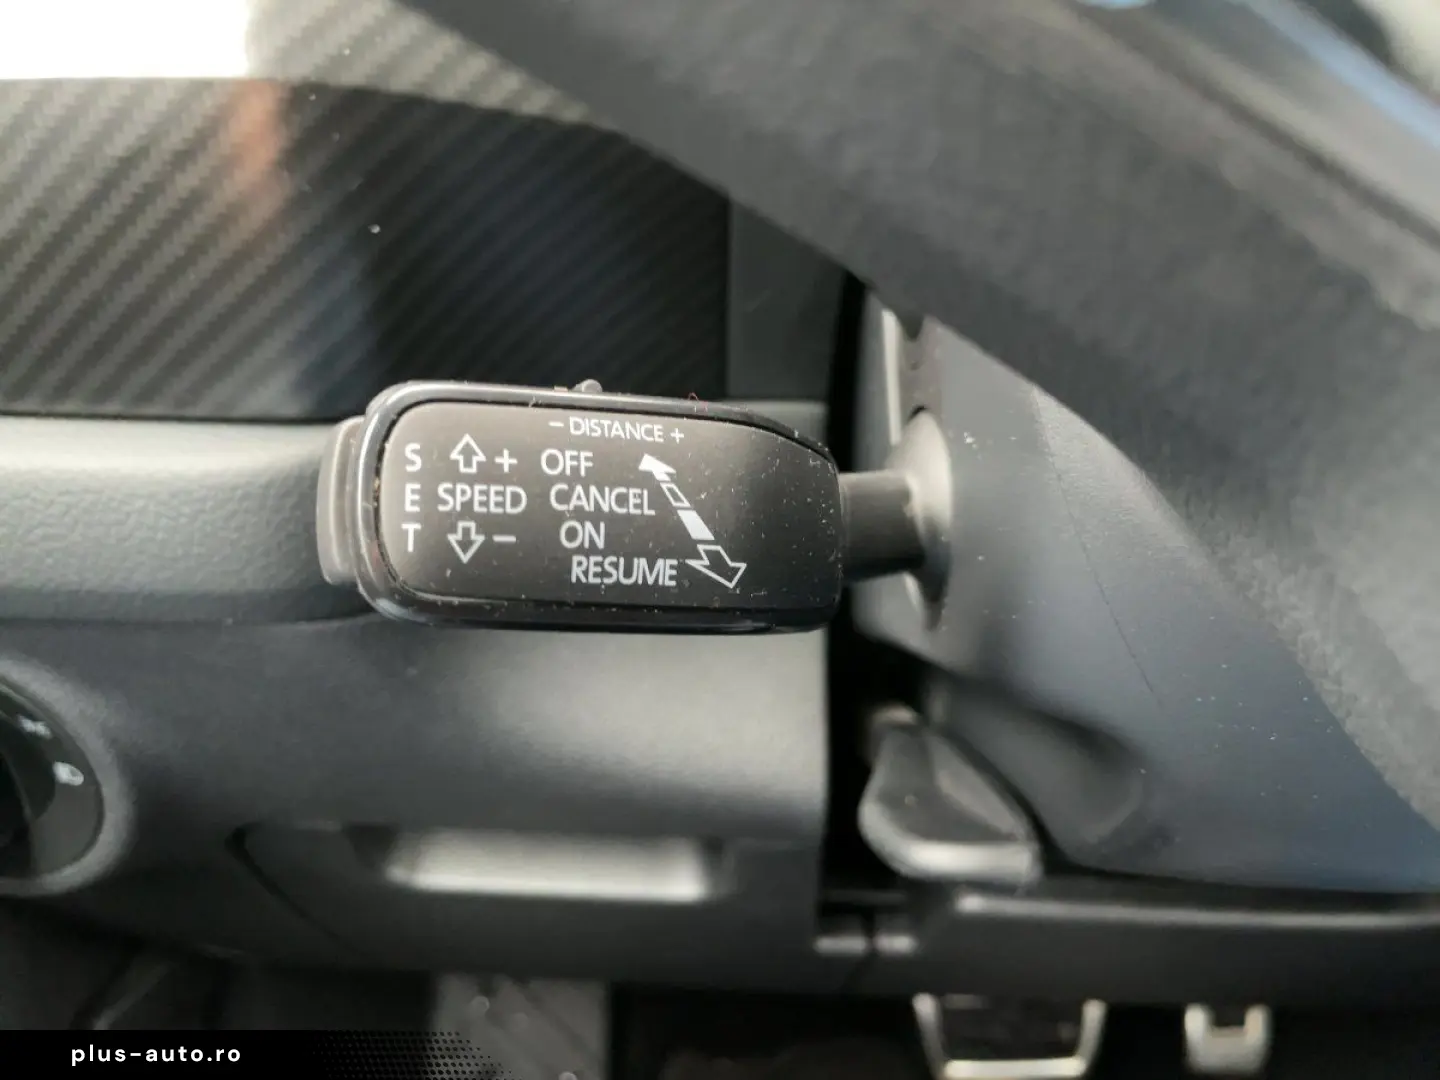 − DISTANCE +
S + OFF
E SPEED CANCEL
T − ON
RESUME
plus-auto.ro